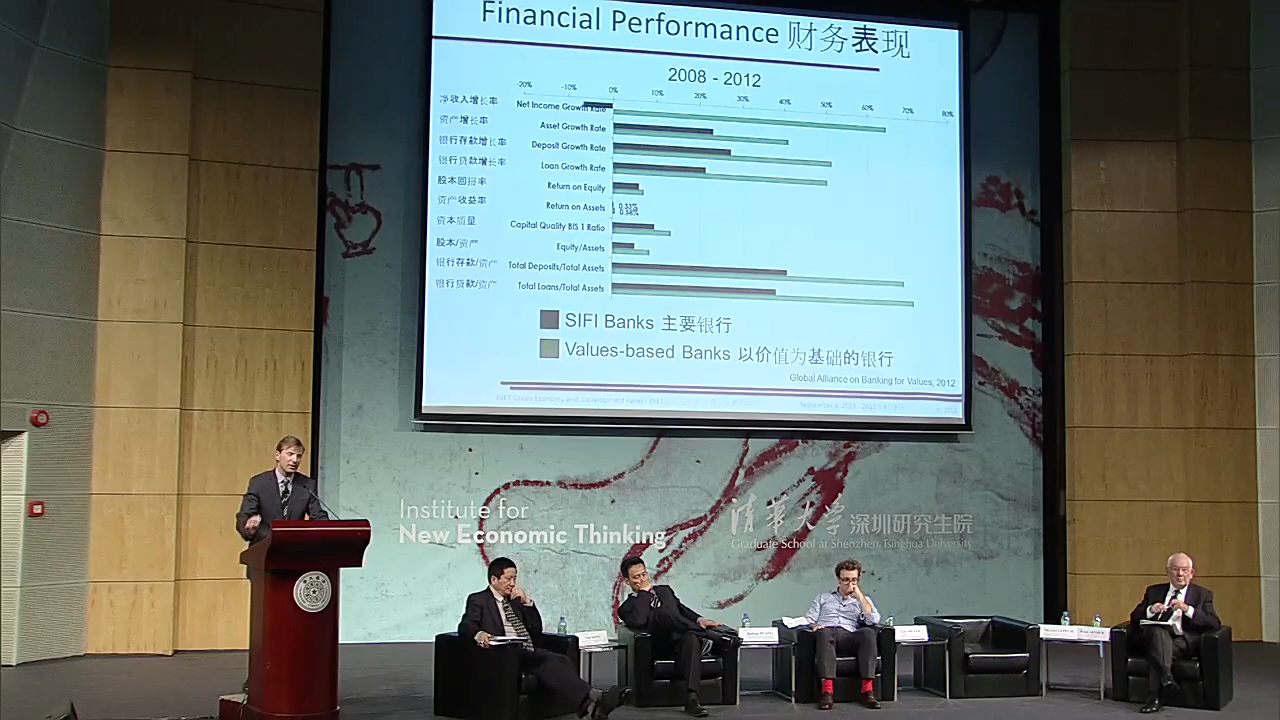 Financial Performance 财务表现
2008 - 2012
-20% -10% 0% 10% 20% 30% 40% 50% 60% 70% 80%
净收入增长率 Net Income Growth Rate
资产增长率 Asset Growth Rate
银行存款增长率 Deposit Growth Rate
银行贷款增长率 Loan Growth Rate
股本回报率 Return on Equity
资产收益率 Return on Assets
资本质量 Capital Quality BIS 1 Ratio
股本/资产 Equity/Assets
银行存款/资产 Total Deposits/Total Assets
银行贷款/资产 Total Loans/Total Assets
SIFI Banks 主要银行
Values-based Banks 以价值为基础的银行
Global Alliance on Banking for Values, 2012
Institute for
New Economic Thinking
清华大学 深圳研究生院
Graduate School at Shenzhen, Tsinghua University